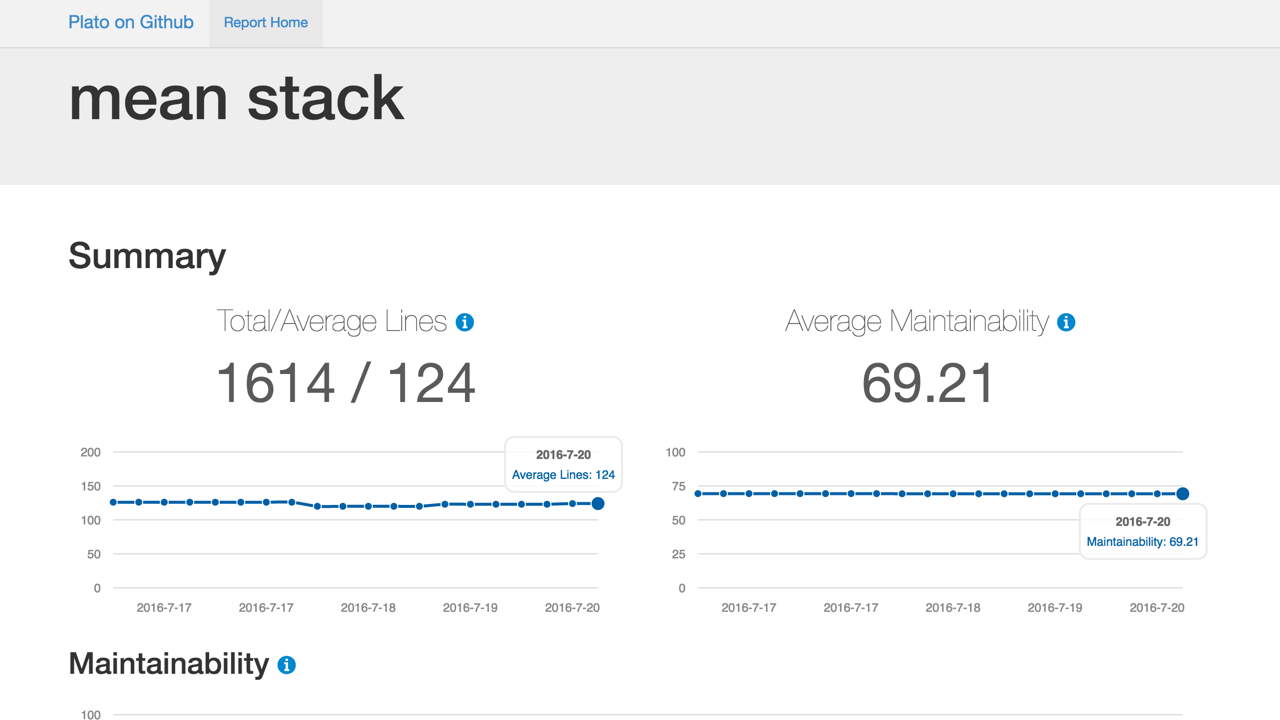 Plato on Github
Report Home
mean stack
Summary
Total/Average Lines
1614 / 124
200
150
100
50
0
2016-7-20
Average Lines: 124
2016-7-17
2016-7-17
2016-7-18
2016-7-19
2016-7-20
Average Maintainability
69.21
100
75
50
25
0
2016-7-20
Maintainability: 69.21
2016-7-17
2016-7-17
2016-7-18
2016-7-19
2016-7-20
Maintainability
100